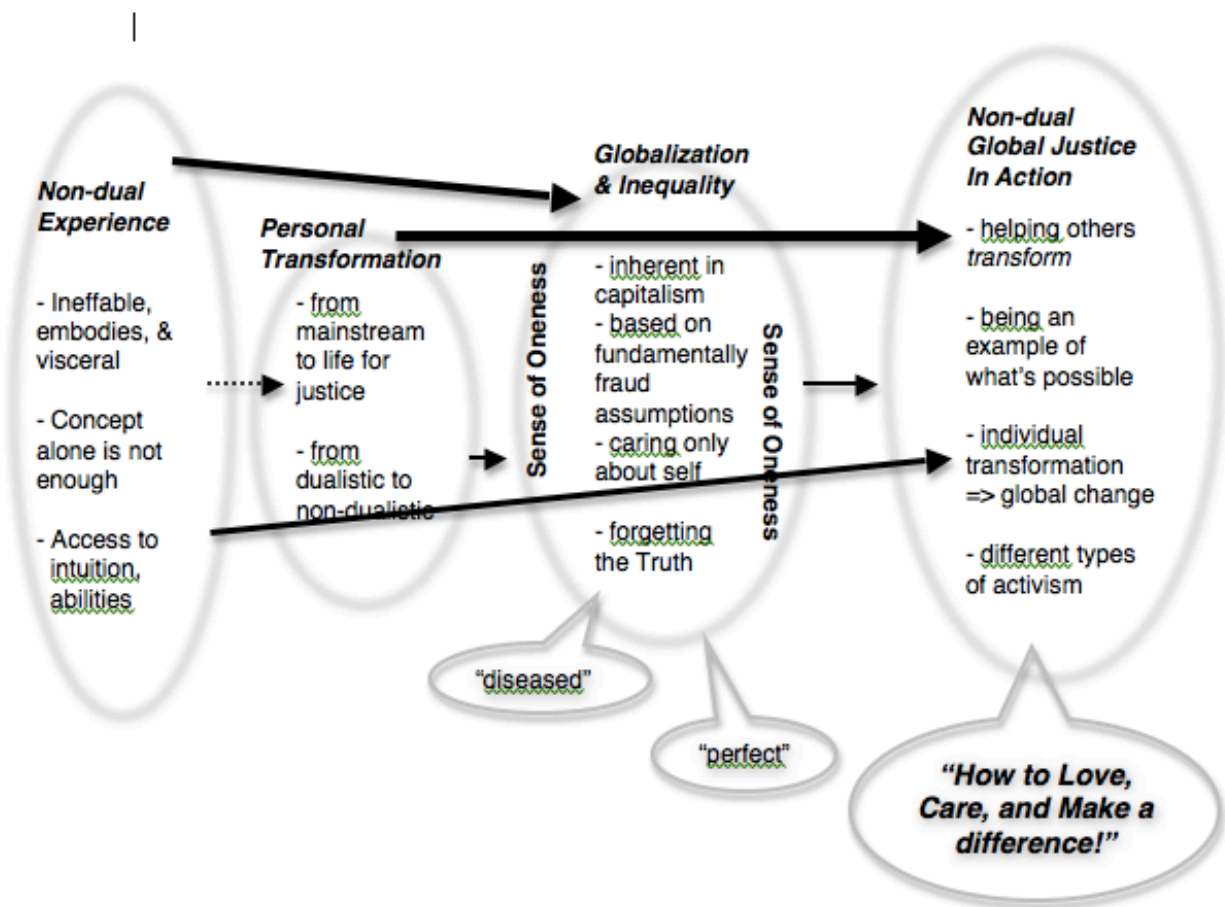 Non-dual
Experience
- Ineffable,
embodies, &
visceral
- Concept
alone is not
enough
- Access to
intuition,
abilities
Personal
Transformation
- from
mainstream
to life for
justice
- from
dualistic to
non-dualistic
Globalization
& Inequality
Sense of Oneness
- inherent in
capitalism
- based on
fundamentally
fraud
assumptions
- caring only
about self
- forgetting
the Truth
Sense of Oneness
"diseased"
"perfect"
Non-dual
Global Justice
In Action
- helping others
transform
- being an
example of
what's possible
- individual
transformation
=> global change
- different types
of activism
"How to Love,
Care, and Make a
difference!"